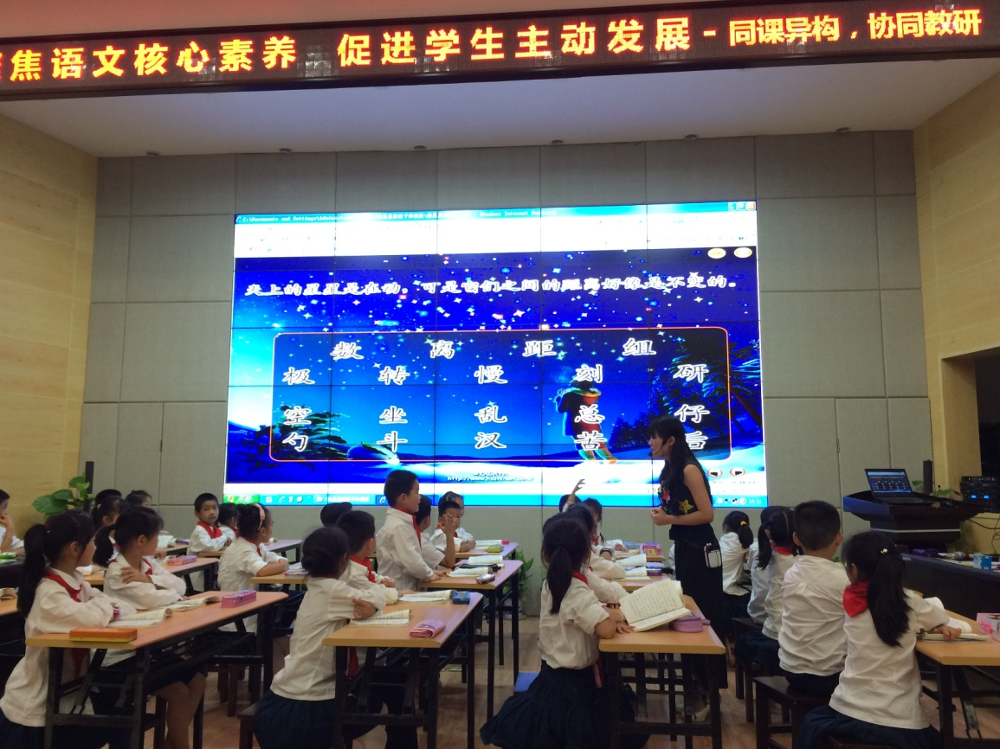 焦语文核心素养 促进学生主动发展-同课异构，协同教研
天上的星星是在动，可是它们之间的距离好像是不变的。
数 离 距 组
极 转 慢 刻 研
空 坐 乱 总 仔
勺 斗 汉 苦